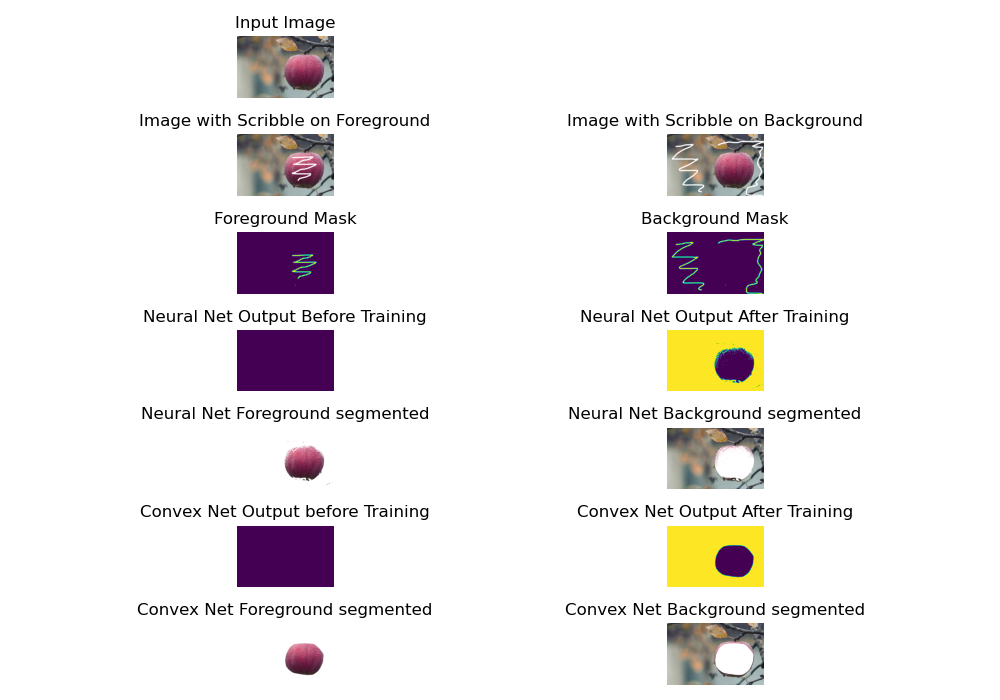 Input Image
Image with Scribble on Foreground
Image with Scribble on Background
Foreground Mask
Background Mask
Neural Net Output Before Training
Neural Net Output After Training
Neural Net Foreground segmented
Neural Net Background segmented
Convex Net Output before Training
Convex Net Output After Training
Convex Net Foreground segmented
Convex Net Background segmented